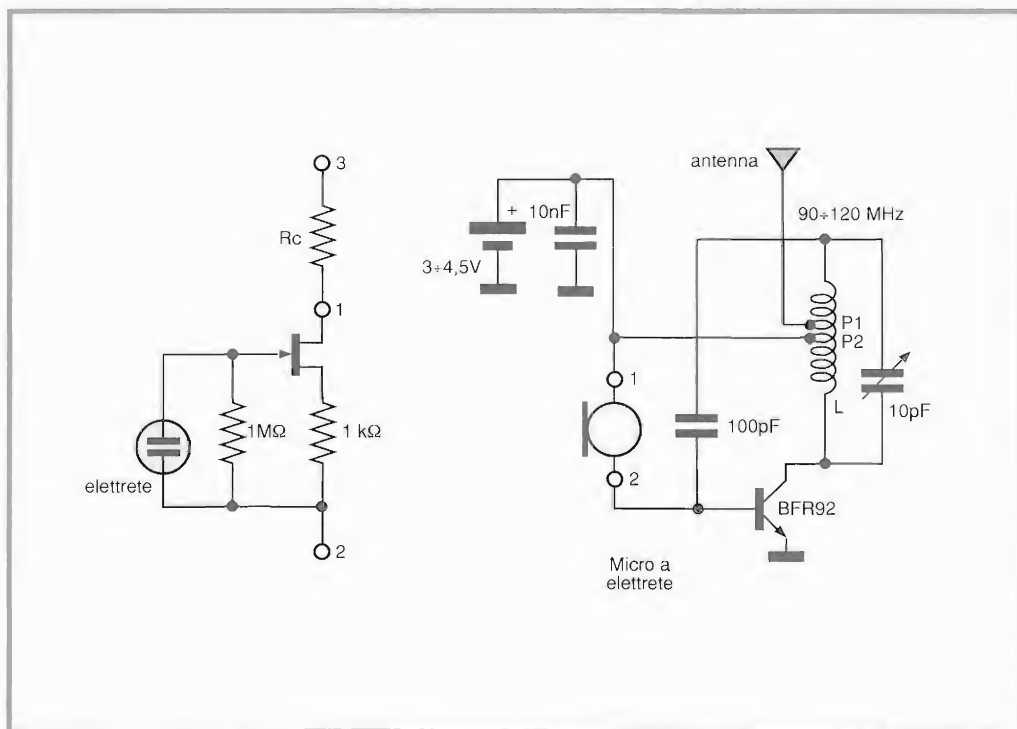 3
Rc
1
1MΩ
1 kΩ
elettrete
2
antenna
90÷120 MHz
+ 10nF
3÷4,5V
P1
P2
1
L
10pF
100pF
2
BFR92
Micro a
elettrete